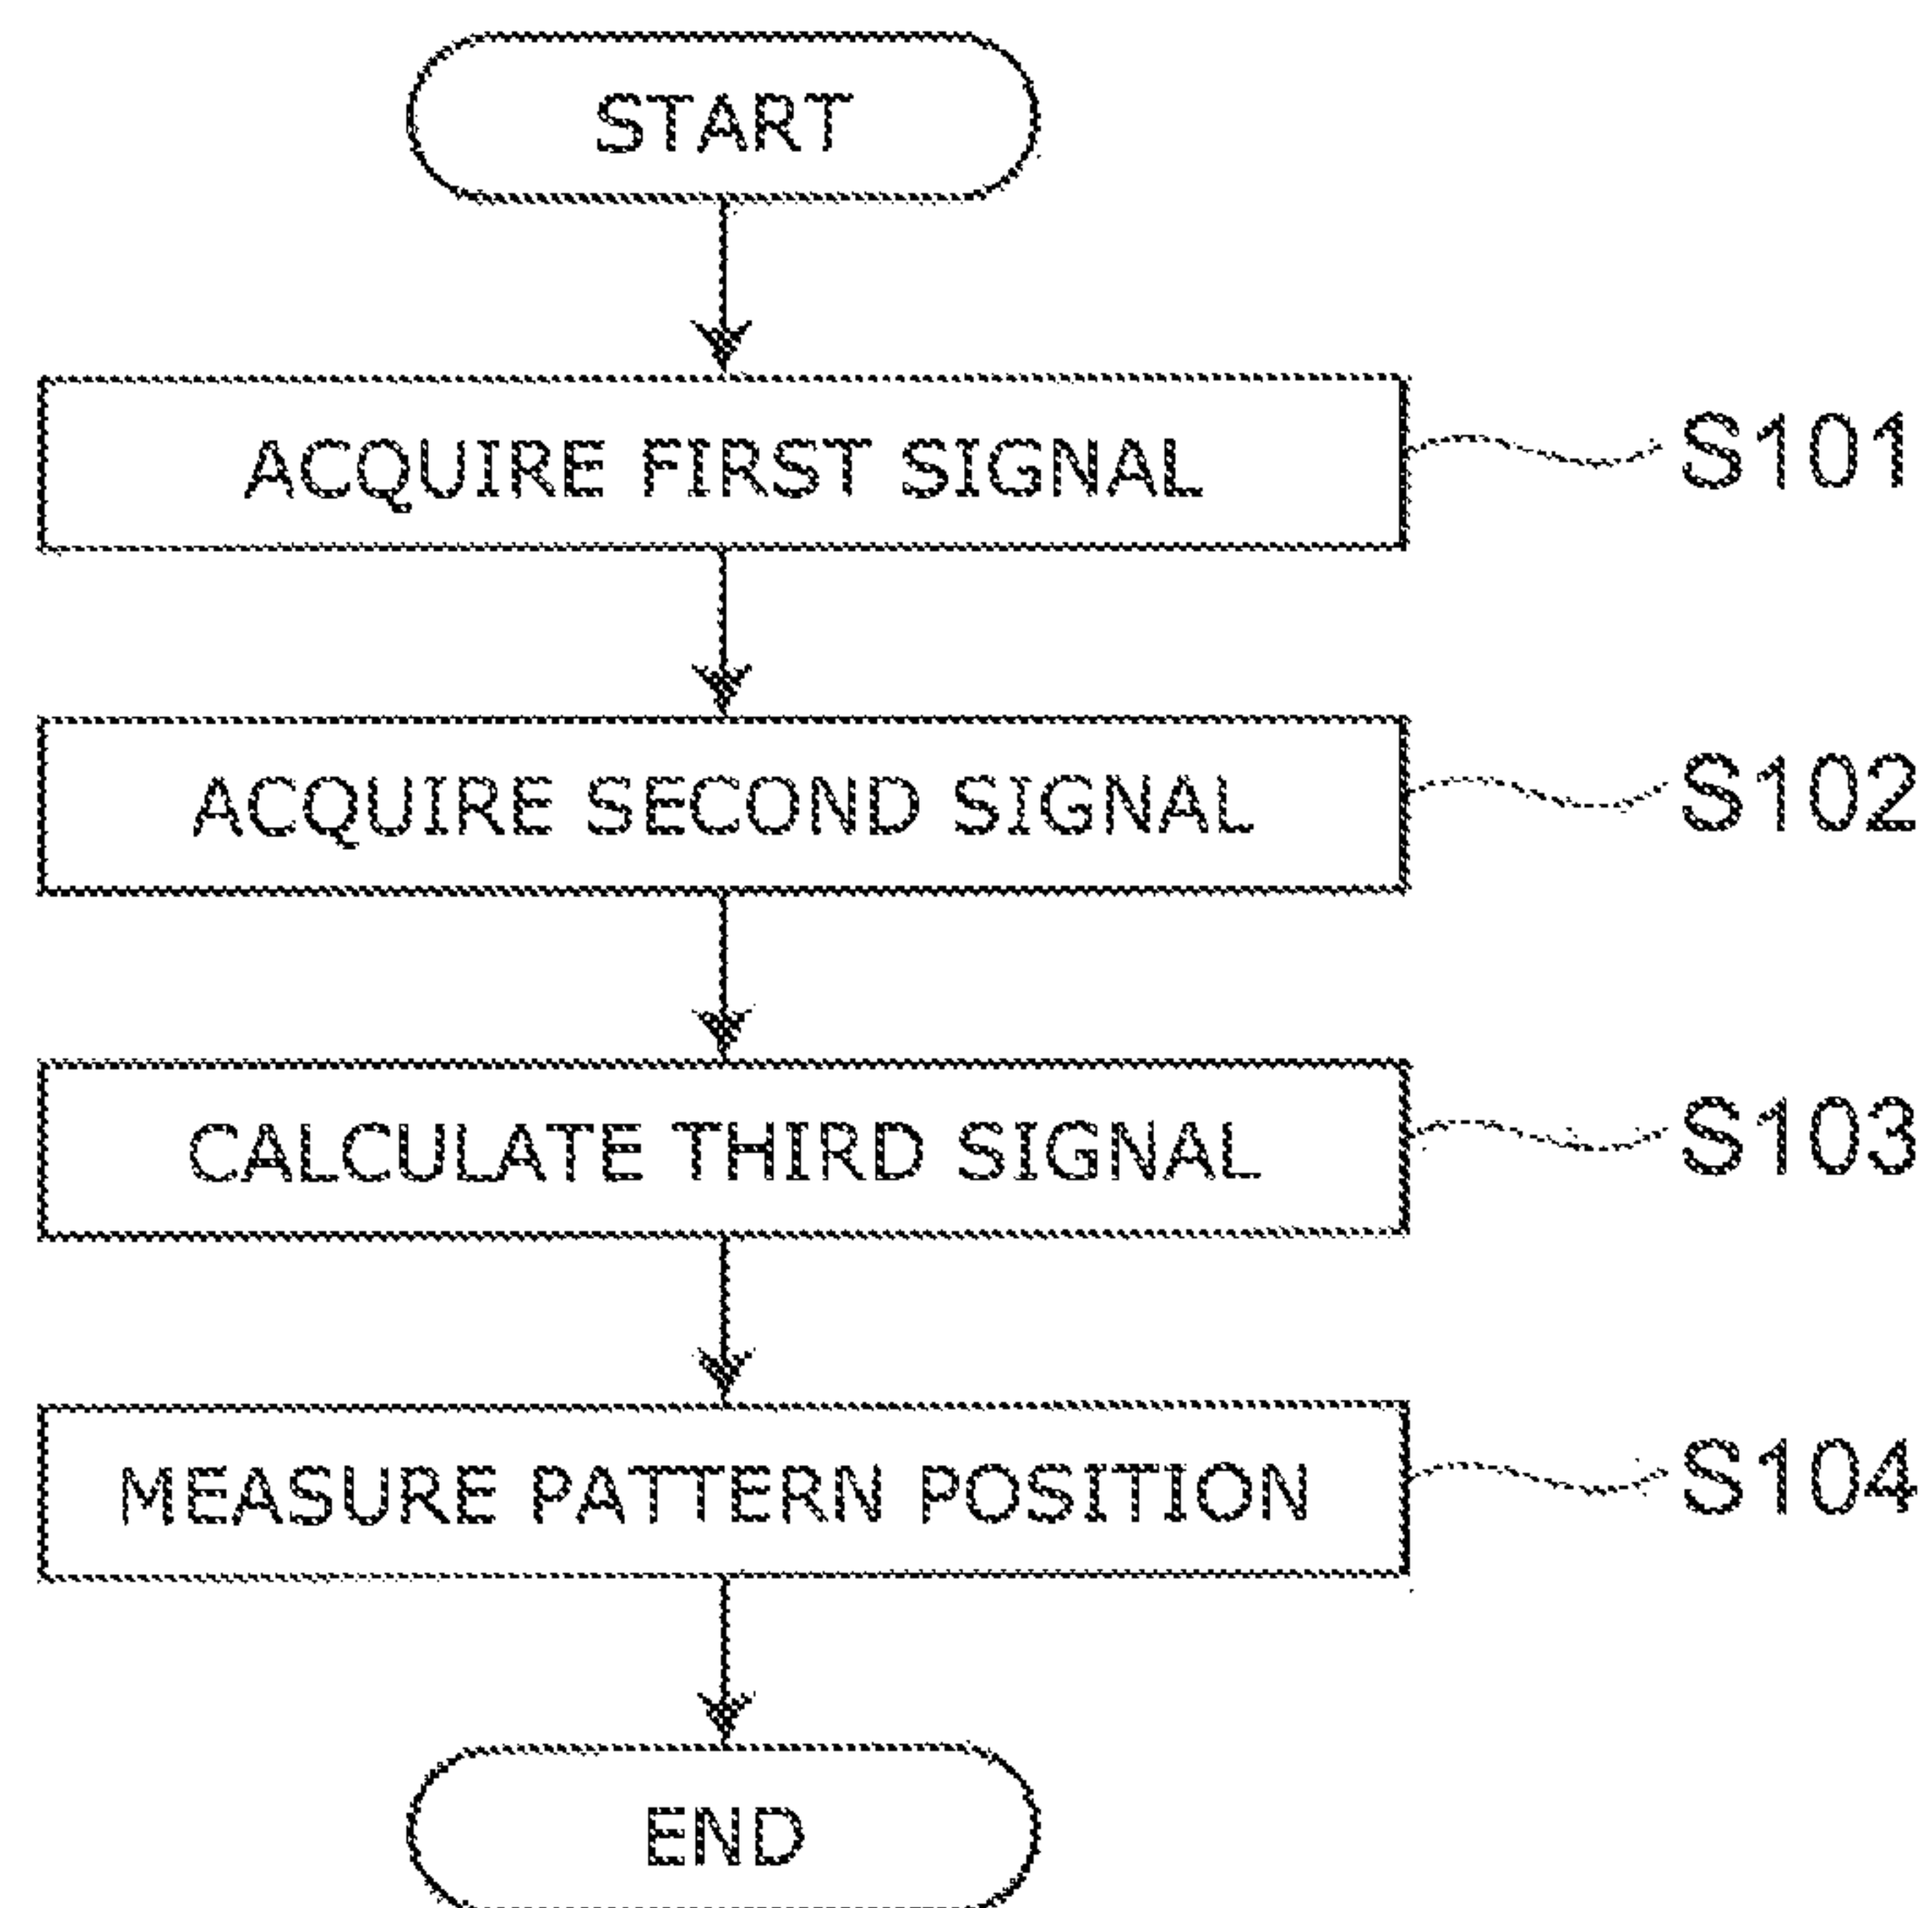 START
ACQUIRE FIRST SIGNAL
S101
ACQUIRE SECOND SIGNAL
S102
CALCULATE THIRD SIGNAL
S103
MEASURE PATTERN POSITION
S104
END